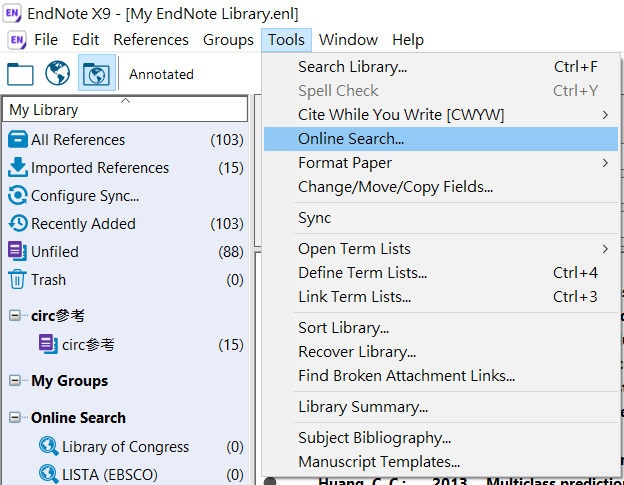 EndNote X9 - [My EndNote Library.enl]
EN File Edit References Groups Tools Window Help
Annotated
Search Library... Ctrl+F
Spell Check Ctrl+Y
Cite While You Write [CWYW]
Online Search...
Format Paper
Change/Move/Copy Fields...
Sync
Open Term Lists
Define Term Lists... Ctrl+4
Link Term Lists... Ctrl+3
Sort Library...
Recover Library...
Find Broken Attachment Links...
Library Summary...
Subject Bibliography...
Manuscript Templates...
My Library
All References (103)
Imported References (15)
Configure Sync...
Recently Added (103)
Unfiled (88)
Trash (0)
circ參考
circ參考 (15)
My Groups
Online Search
Library of Congress (0)
LISTA (EBSCO) (0)
Huang, C. C.; 2013 Multiclass predictio